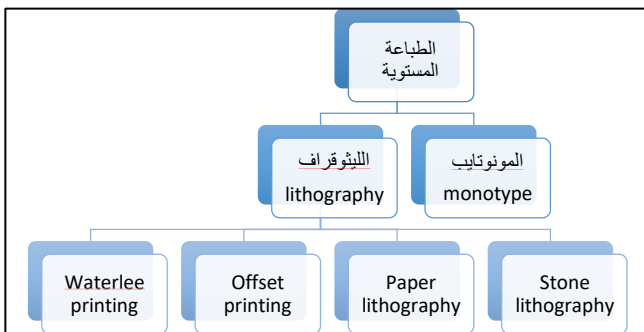 الطباعة
المستوية
الليثوقراف
lithography
المونوتايب
monotype
Waterlee
printing
Offset
printing
Paper
lithography
Stone
lithography